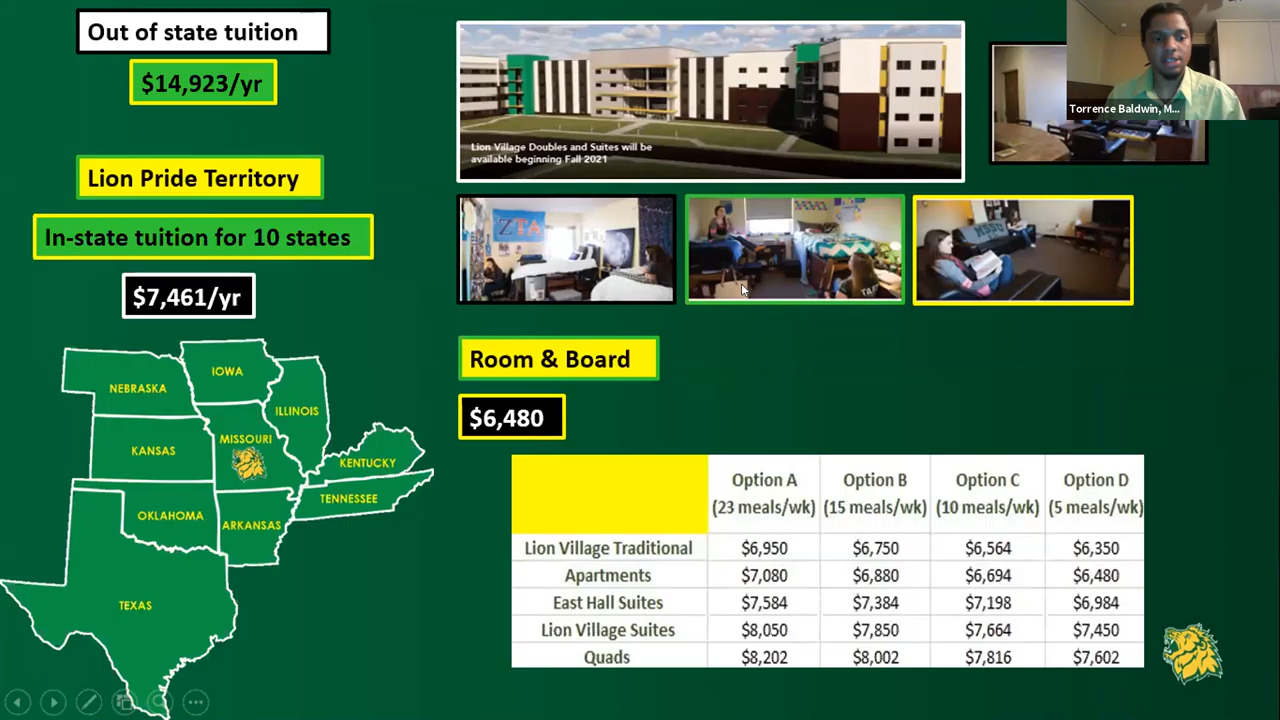 Out of state tuition
$14,923/yr
Lion Pride Territory
In-state tuition for 10 states
$7,461/yr
NEBRASKA
IOWA
ILLINOIS
KANSAS
MISSOURI
KENTUCKY
TENNESSEE
OKLAHOMA
ARKANSAS
TEXAS
Lion Village Doubles and Suites will be
available beginning Fall 2021
Torrence Baldwin, M...
ZTA
MSSU
Room & Board
$6,480
Option A Option B Option C Option D
(23 meals/wk) (15 meals/wk) (10 meals/wk) (5 meals/wk)
Lion Village Traditional $6,950 $6,750 $6,564 $6,350
Apartments $7,080 $6,880 $6,694 $6,480
East Hall Suites $7,584 $7,384 $7,198 $6,984
Lion Village Suites $8,050 $7,850 $7,664 $7,450
Quads $8,202 $8,002 $7,816 $7,602